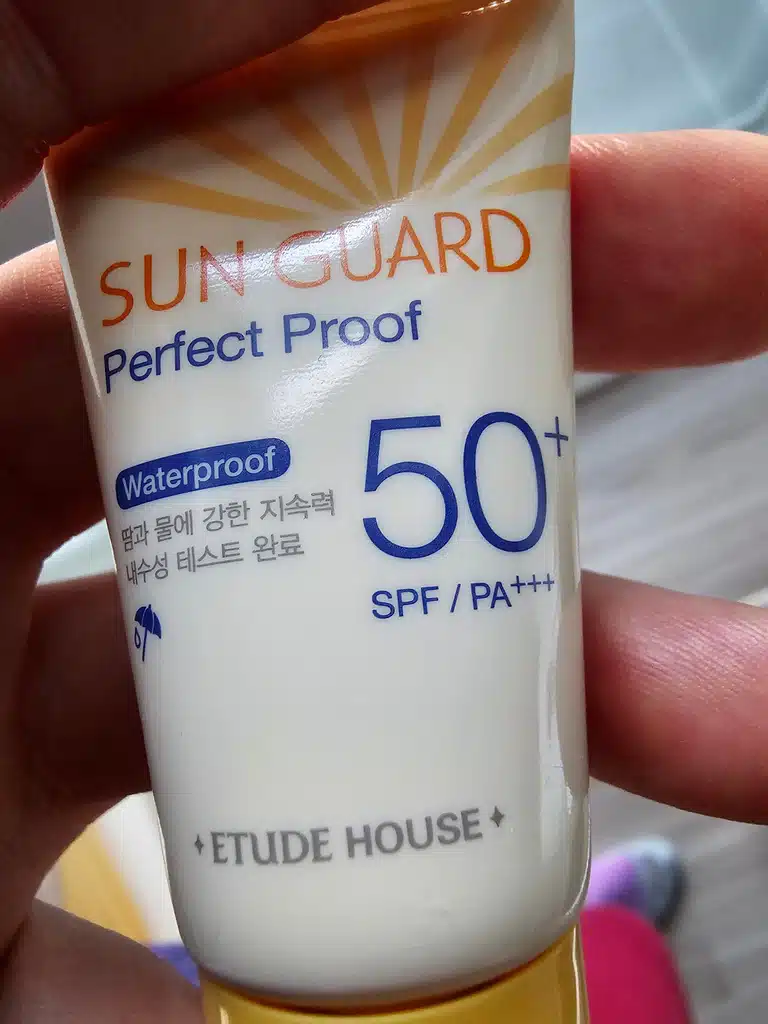 SUN GUARD
Perfect Proof
Waterproof
땀과 물에 강한 지속력
내수성 테스트 완료
50+
SPF / PA+++
ETUDE HOUSE